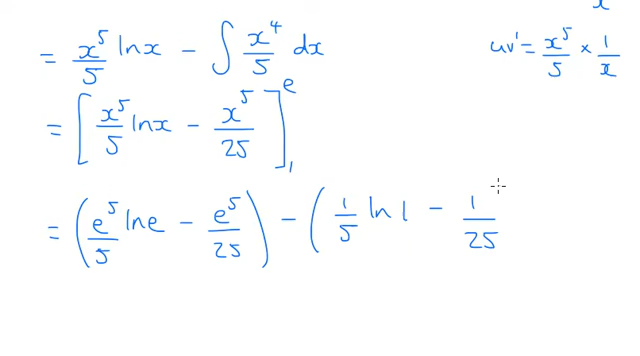 = x⁵/5 ln x − ∫ x⁴/5 dx
uv' = x⁵/5 × 1/x
= [x⁵/5 ln x − x⁵/25]₁ᵉ
= (e⁵/5 ln e − e⁵/25) − (1/5 ln 1 − 1/25